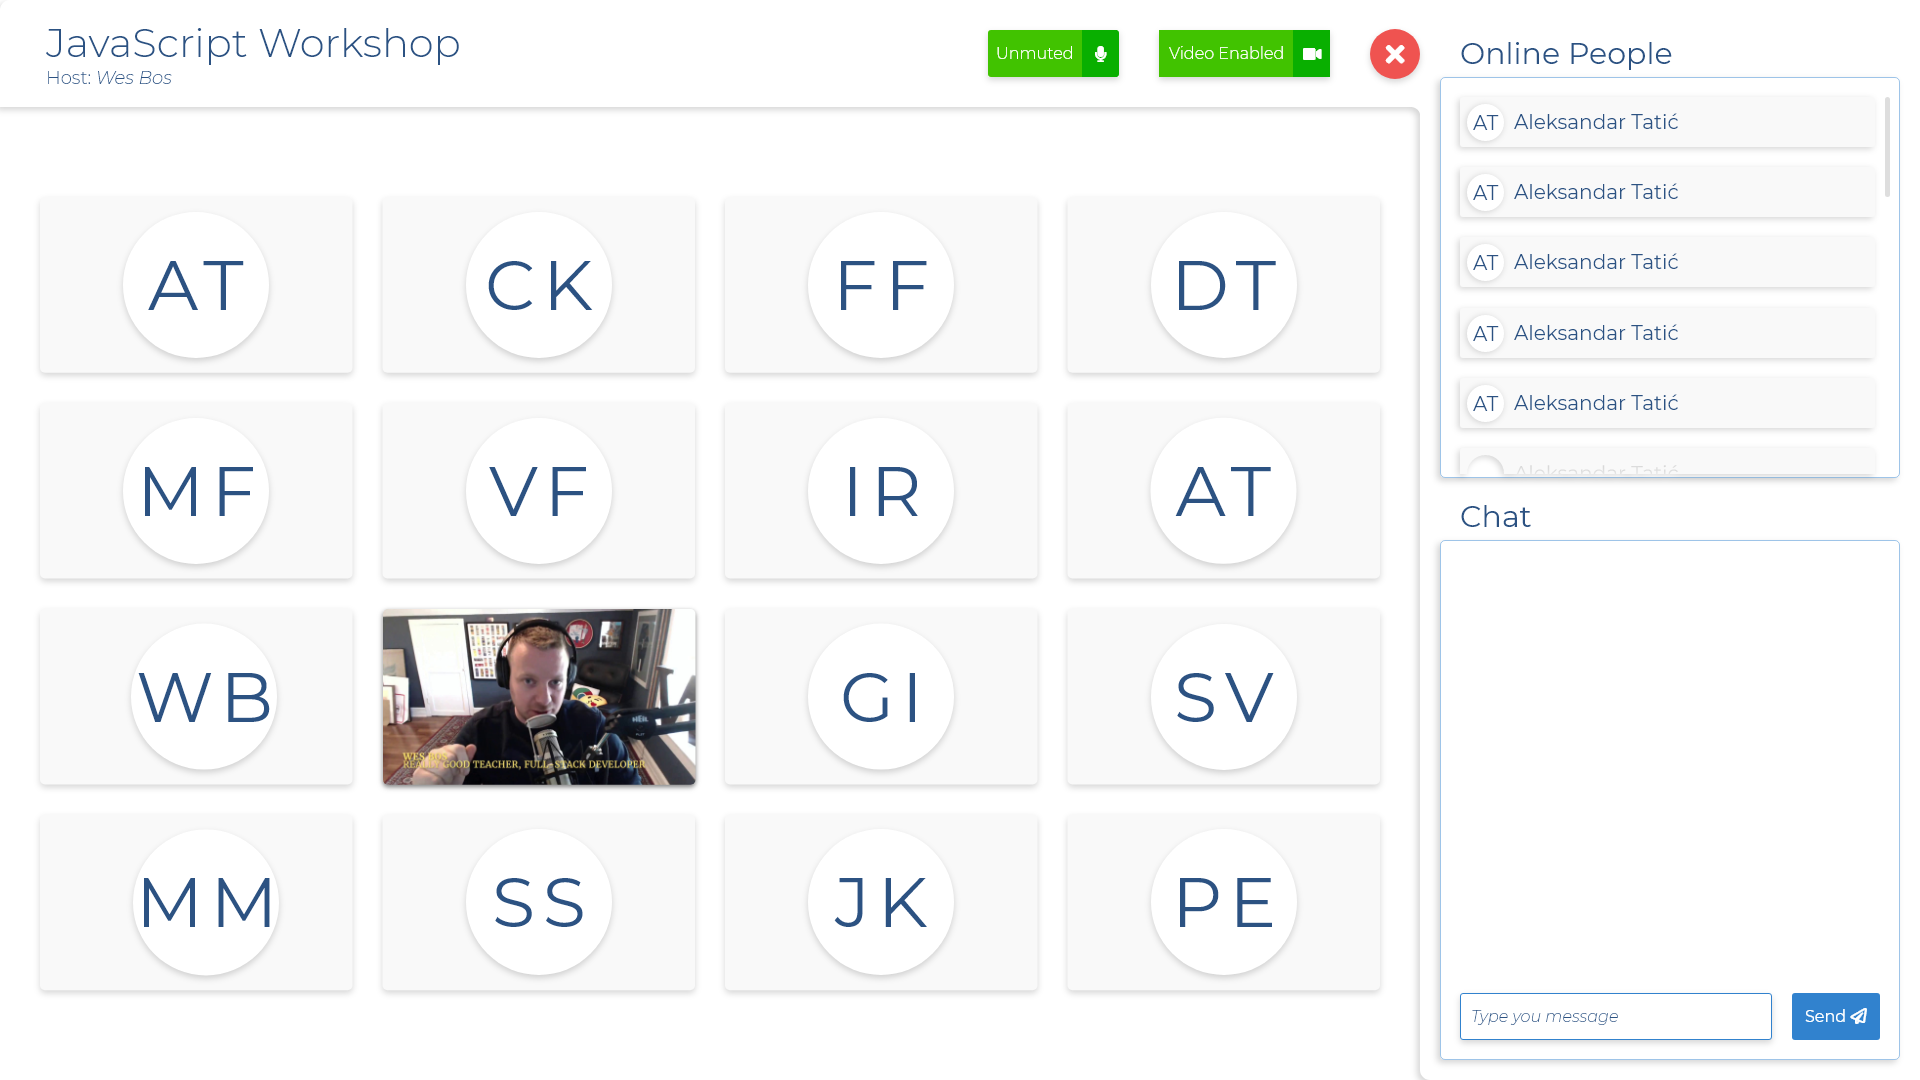 JavaScript Workshop
Host: Wes Bos
Unmuted
Video Enabled
AT
CK
FF
DT
MF
VF
IR
AT
WB
WES BOS
REALLY GOOD TEACHER, FULL-STACK DEVELOPER
GI
SV
MM
SS
JK
PE
Online People
AT Aleksandar Tatić
AT Aleksandar Tatić
AT Aleksandar Tatić
AT Aleksandar Tatić
AT Aleksandar Tatić
Aleksandar Tatić
Chat
Type you message
Send